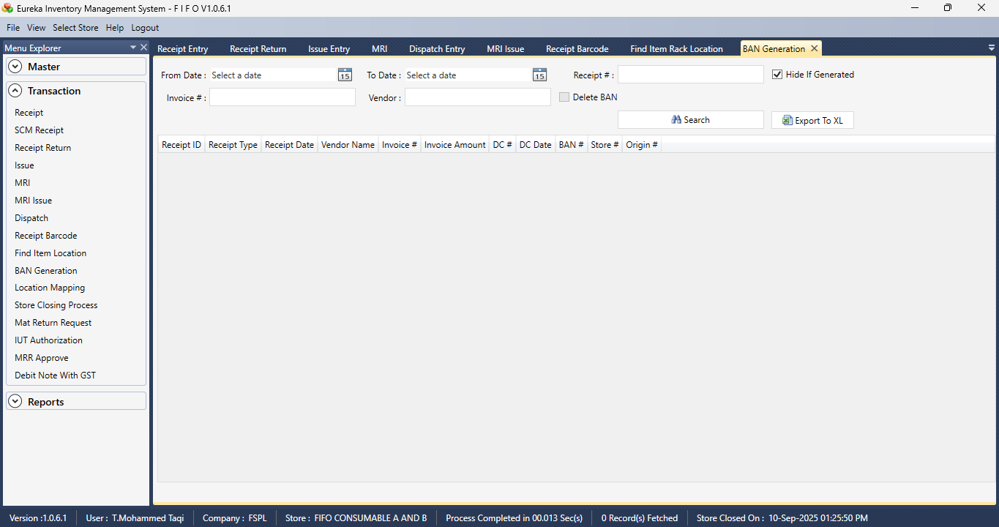 Eureka Inventory Management System - F I F O V1.0.6.1
File View Select Store Help Logout
Menu Explorer
Master
Transaction
Receipt
SCM Receipt
Receipt Return
Issue
MRI
MRI Issue
Dispatch
Receipt Barcode
Find Item Location
BAN Generation
Location Mapping
Store Closing Process
Mat Return Request
IUT Authorization
MRR Approve
Debit Note With GST
Reports
Receipt Entry Receipt Return Issue Entry MRI Dispatch Entry MRI Issue Receipt Barcode Find Item Rack Location BAN Generation
From Date : Select a date 15 To Date : Select a date 15 Receipt # : Hide If Generated
Invoice # : Vendor : Delete BAN
Search Export To XL
Receipt ID Receipt Type Receipt Date Vendor Name Invoice # Invoice Amount DC # DC Date BAN # Store # Origin #
Version :1.0.6.1 User : T.Mohammed Taqi Company : FSPL Store : FIFO CONSUMABLE A AND B Process Completed in 00.013 Sec(s) 0 Record(s) Fetched Store Closed On : 10-Sep-2025 01:25:50 PM